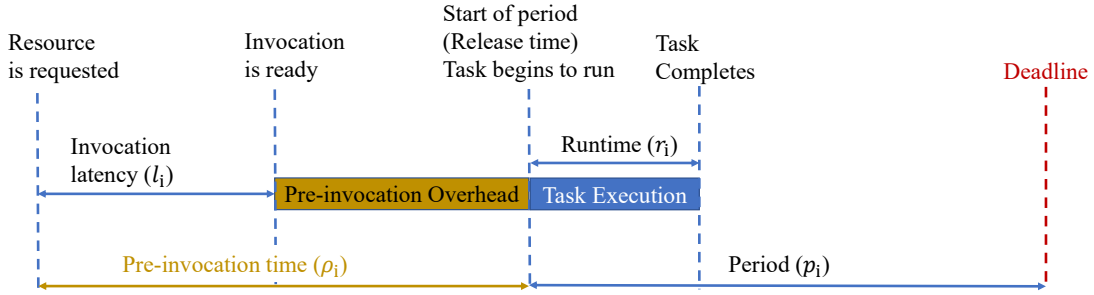 Resource
is requested
Invocation
is ready
Start of period
(Release time)
Task begins to run
Task
Completes
Deadline
Invocation
latency (lᵢ)
Runtime (rᵢ)
Pre-invocation Overhead
Task Execution
Pre-invocation time (ρᵢ)
Period (pᵢ)